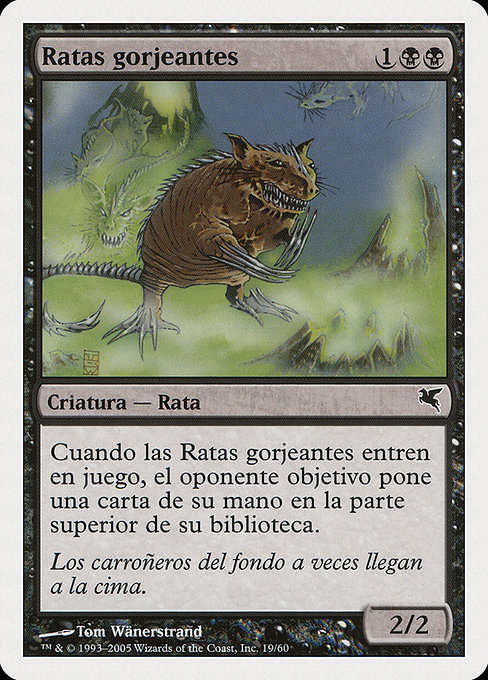 Ratas gorjeantes 1
Criatura — Rata
Cuando las Ratas gorjeantes entren
en juego, el oponente objetivo pone
una carta de su mano en la parte
superior de su biblioteca.
Los carroñeros del fondo a veces llegan
a la cima.
Tom Wänerstrand
2/2
™ & © 1993–2005 Wizards of the Coast, Inc. 19/60